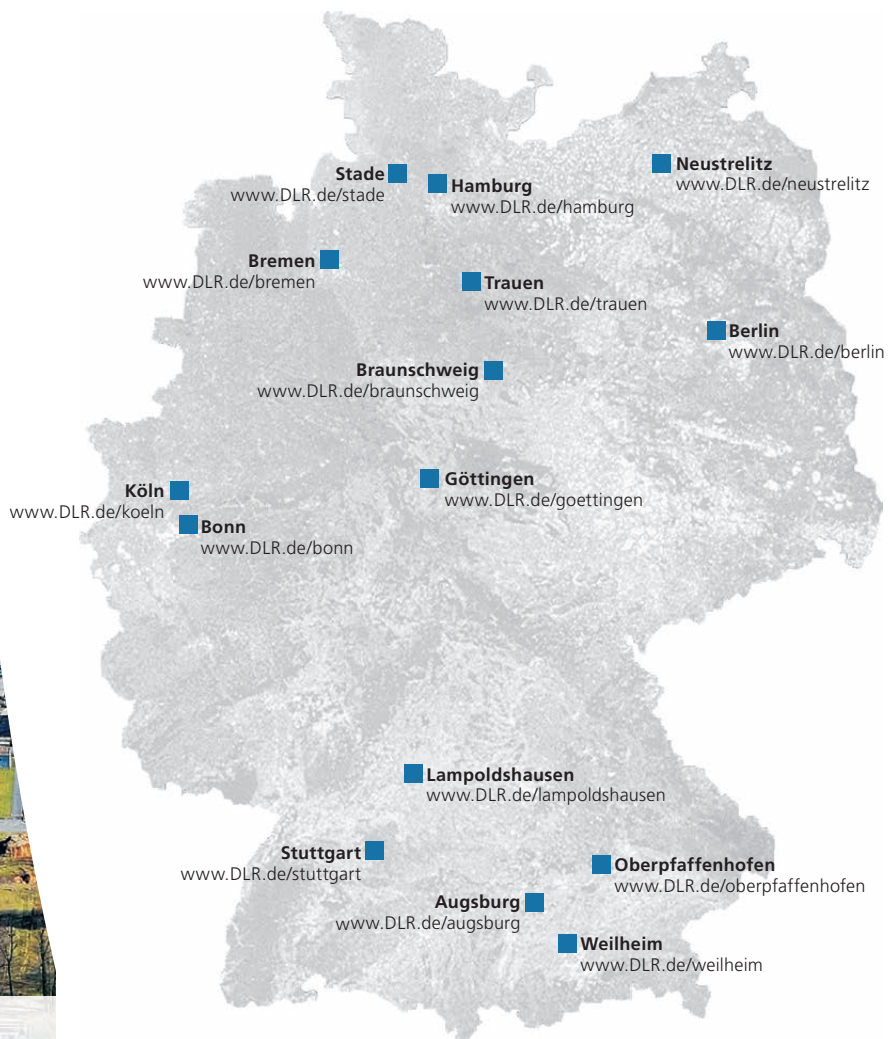 Neustrelitz
www.DLR.de/neustrelitz
Stade
www.DLR.de/stade
Hamburg
www.DLR.de/hamburg
Bremen
www.DLR.de/bremen
Trauen
www.DLR.de/trauen
Berlin
www.DLR.de/berlin
Braunschweig
www.DLR.de/braunschweig
Göttingen
www.DLR.de/goettingen
Köln
www.DLR.de/koeln
Bonn
www.DLR.de/bonn
Lampoldshausen
www.DLR.de/lampoldshausen
Stuttgart
www.DLR.de/stuttgart
Oberpfaffenhofen
www.DLR.de/oberpfaffenhofen
Augsburg
www.DLR.de/augsburg
Weilheim
www.DLR.de/weilheim